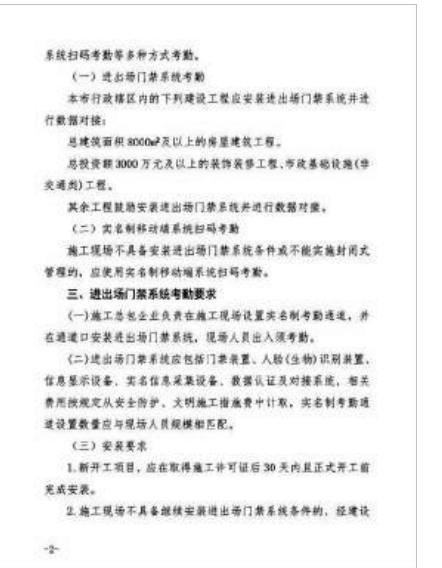 系统扫码考勤等多种方式考勤。
（一）进出场门禁系统考勤
本市行政辖区内的下列建设工程应安装进出场门禁系统并进
行数据对接：
总建筑面积 8000㎡及以上的房屋建筑工程。
总投资额 3000 万元及以上的装饰装修工程、市政基础设施(非
交通类)工程。
其余工程鼓励安装进出场门禁系统并进行数据对接。
（二）实名制移动端系统扫码考勤
施工现场不具备安装进出场门禁系统条件或不能实施封闭式
管理的，应使用实名制移动端系统扫码考勤。
三、进出场门禁系统考勤要求
(一)施工总包企业负责在施工现场设置实名制考勤通道，并
在通道口安装进出场门禁系统，现场人员出入须考勤。
(二)进出场门禁系统应包括门禁装置、人脸(生物)识别装置、
信息显示设备、实名信息采集设备、数据认证及对接系统，相关
费用按规定从安全防护、文明施工措施费中计取，实名制考勤通
道设置数量应与现场人员规模相匹配。
（三）安装要求
1.新开工项目，应在取得施工许可证后 30 天内且正式开工前
完成安装。
2.施工现场不具备继续安装进出场门禁系统条件的，经建设
-2-